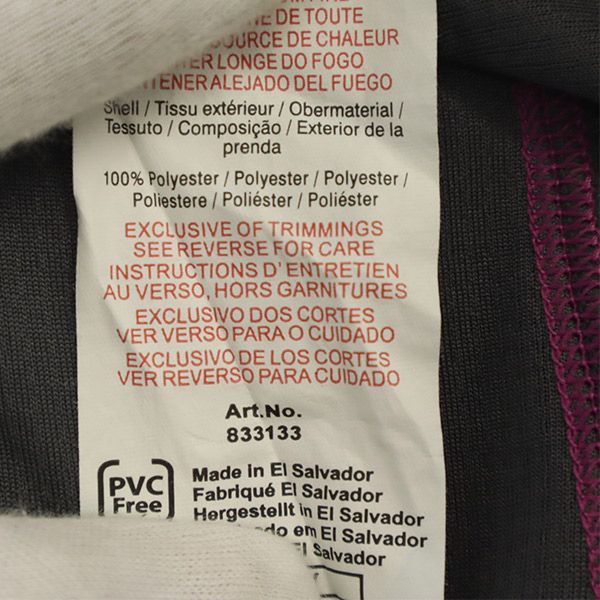 NE DE TOUTE
SOURCE DE CHALEUR
LONGE DO FOGO
ALEJADO DEL FUEGO
Shell / Tissu extérieur / Obermaterial /
Tessuto / Composição / Exterior de la
prenda
100% Polyester / Polyester / Polyester /
Poliestere / Poliéster / Poliéster
EXCLUSIVE OF TRIMMINGS
SEE REVERSE FOR CARE
INSTRUCTIONS D' ENTRETIEN
AU VERSO, HORS GARNITURES
EXCLUSIVO DOS CORTES
VER VERSO PARA O CUIDADO
EXCLUSIVO DE LOS CORTES
VER REVERSO PARA CUIDADO
Art.No.
833133
PVC
Free
Made in El Salvador
Fabriqué El Salvador
Hergestellt in El Salvador
em El Salvador
El Salvador